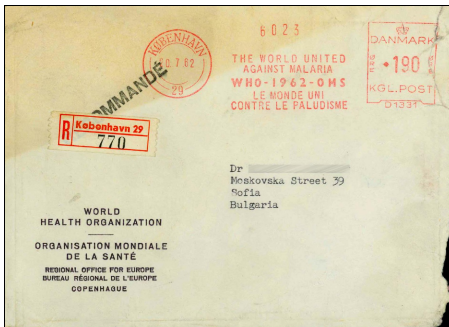 6023
KØBENHAVN
7 62
29
THE WORLD UNITED
AGAINST MALARIA
WHO-1962-OMS
LE MONDE UNI
CONTRE LE PALUDISME
DANMARK
190
KGL. POST
D1331
OMMANDÉ
R København 29
770
Dr
Moskovska Street 39
Sofia
Bulgaria
WORLD
HEALTH ORGANIZATION
ORGANISATION MONDIALE
DE LA SANTÉ
REGIONAL OFFICE FOR EUROPE
BUREAU RÉGIONAL DE L'EUROPE
COPENHAGUE